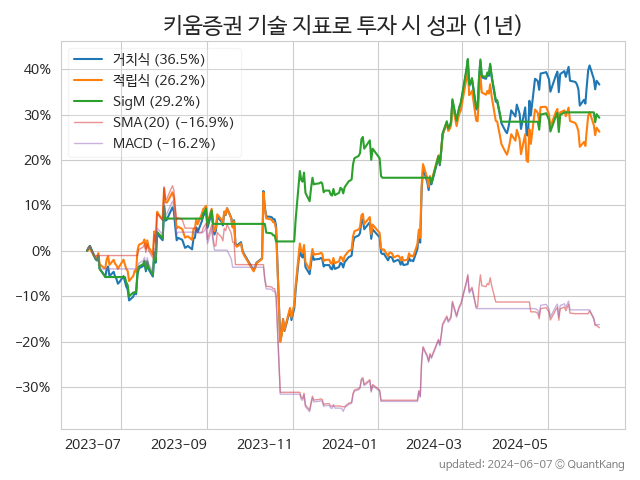 키움증권 기술 지표로 투자 시 성과 (1년)
거치식 (36.5%)
적립식 (26.2%)
SigM (29.2%)
SMA(20) (−16.9%)
MACD (−16.2%)
40%
30%
20%
10%
0%
−10%
−20%
−30%
2023-07
2023-09
2023-11
2024-01
2024-03
2024-05
updated: 2024-06-07 © QuantKang